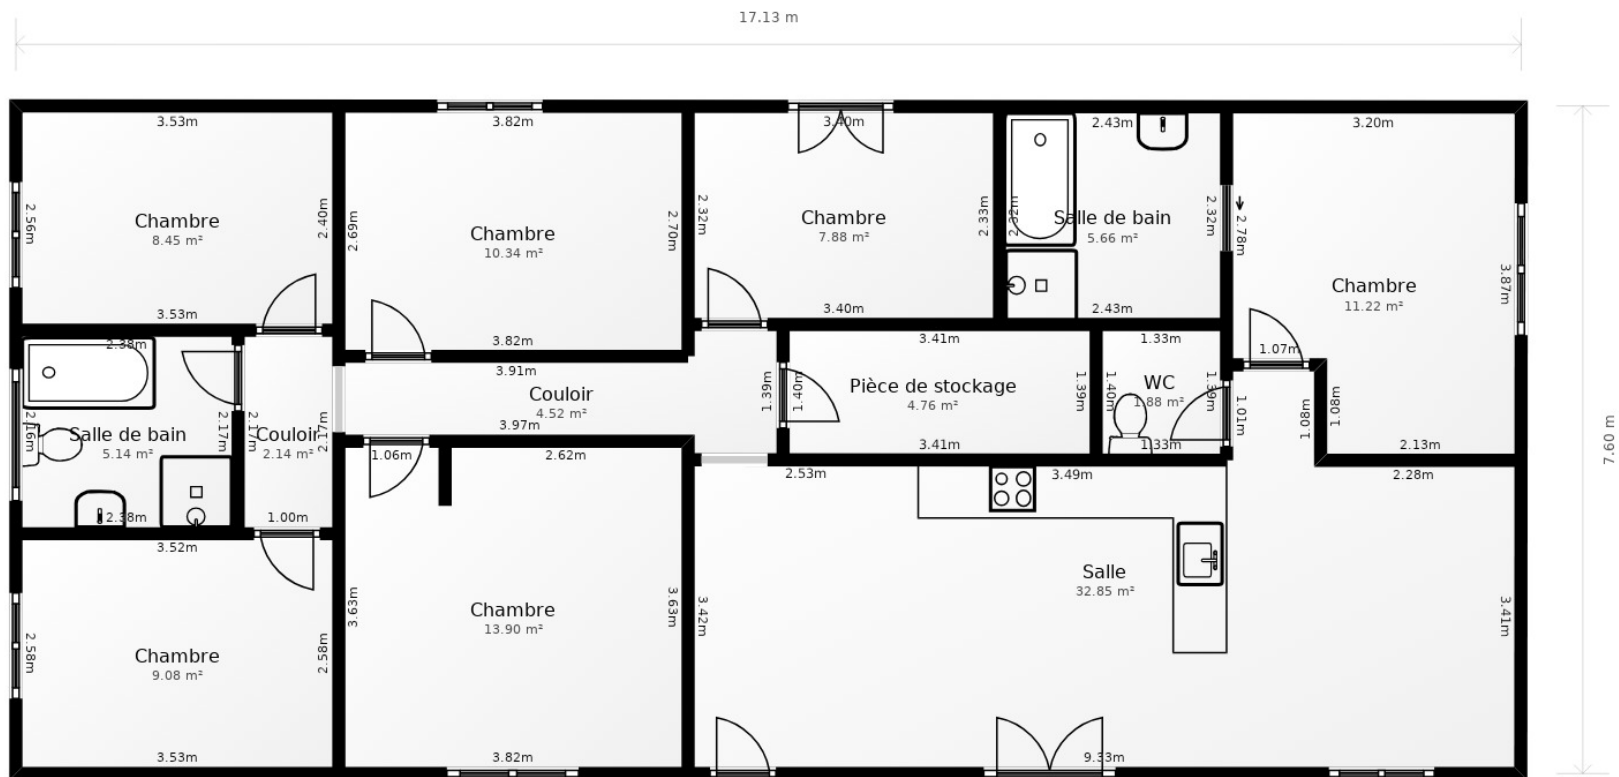 17.13 m
3.53m
3.82m
3.40m
2.43m
3.20m
2.56m
2.40m
2.69m
2.70m
2.32m
2.33m
2.32m
2.32m
2.78m
3.87m
Chambre
8.45 m²
Chambre
10.34 m²
Chambre
7.88 m²
Salle de bain
5.66 m²
Chambre
11.22 m²
3.53m
3.82m
3.40m
2.43m
2.38m
3.91m
3.41m
1.33m
1.07m
Couloir
4.52 m²
1.39m
1.40m
Pièce de stockage
4.76 m²
1.39m
1.40m
WC
1.88 m²
1.39m
1.01m
1.08m
1.08m
2.16m
Salle de bain
5.14 m²
2.17m
2.17m
Couloir
2.14 m²
2.17m
3.97m
3.41m
1.33m
2.13m
7.60 m
1.06m
2.62m
2.53m
3.49m
2.28m
2.38m
1.00m
3.52m
Salle
32.85 m²
3.63m
3.63m
3.42m
3.41m
Chambre
13.90 m²
2.58m
Chambre
9.08 m²
2.58m
3.53m
3.82m
9.33m